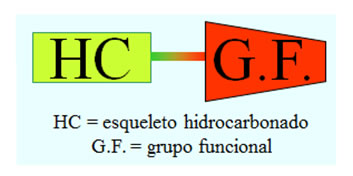 HC G.F.
HC = esqueleto hidrocarbonado
G.F. = grupo funcional